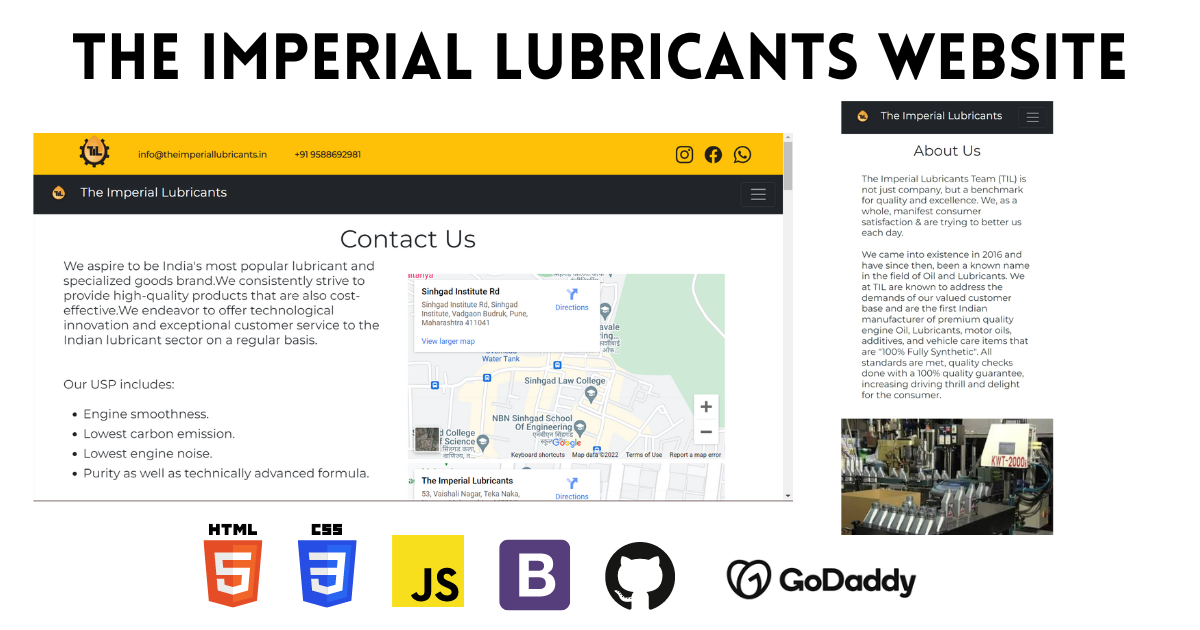 THE IMPERIAL LUBRICANTS WEBSITE
TIL
info@theimperiallubricants.in
+91 9588692981
TIL
The Imperial Lubricants
Contact Us
We aspire to be India's most popular lubricant and
specialized goods brand.We consistently strive to
provide high-quality products that are also cost-
effective.We endeavor to offer technological
innovation and exceptional customer service to the
Indian lubricant sector on a regular basis.
Our USP includes:
Engine smoothness.
Lowest carbon emission.
Lowest engine noise.
Purity as well as technically advanced formula.
Sinhgad Institute Rd
Sinhgad Institute Rd, Sinhgad
Institute, Vadgaon Budruk, Pune,
Maharashtra 411041
Directions
View larger map
Water Tank
Sinhgad Law College
NBN Sinhgad School
Of Engineering
College
f Science
Google
Keyboard shortcuts
Map data ©2022
Terms of Use
Report a map error
+
−
The Imperial Lubricants
53, Vaishali Nagar, Teka Naka,
Directions
TIL
The Imperial Lubricants
About Us
The Imperial Lubricants Team (TIL) is
not just company, but a benchmark
for quality and excellence. We, as a
whole, manifest consumer
satisfaction & are trying to better us
each day.
We came into existence in 2016 and
have since then, been a known name
in the field of Oil and Lubricants. We
at TIL are known to address the
demands of our valued customer
base and are the first Indian
manufacturer of premium quality
engine Oil, Lubricants, motor oils,
additives, and vehicle care items that
are "100% Fully Synthetic". All
standards are met, quality checks
done with a 100% quality guarantee,
increasing driving thrill and delight
for the consumer.
KWT-2000i
HTML
5
CSS
3
JS
B
GoDaddy